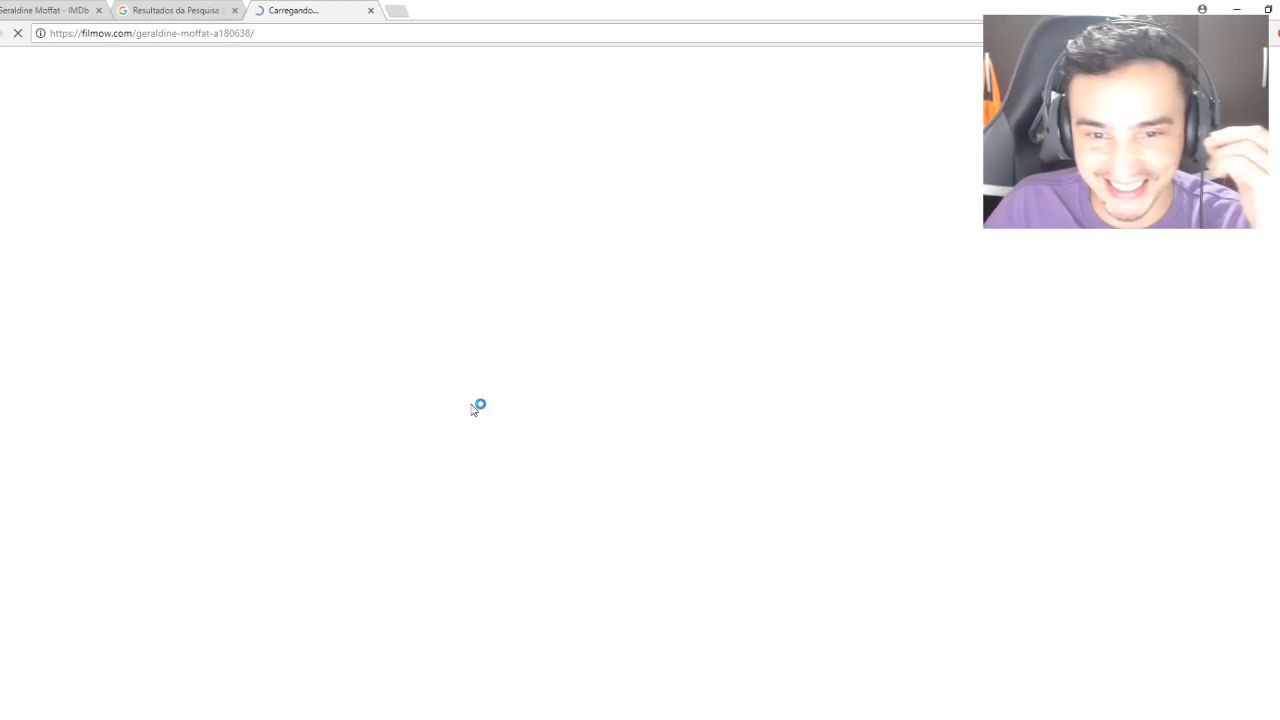 Geraldine Moffat - IMDb
Resultados da Pesquisa
Carregando...
https://filmow.com/geraldine-moffat-a180638/